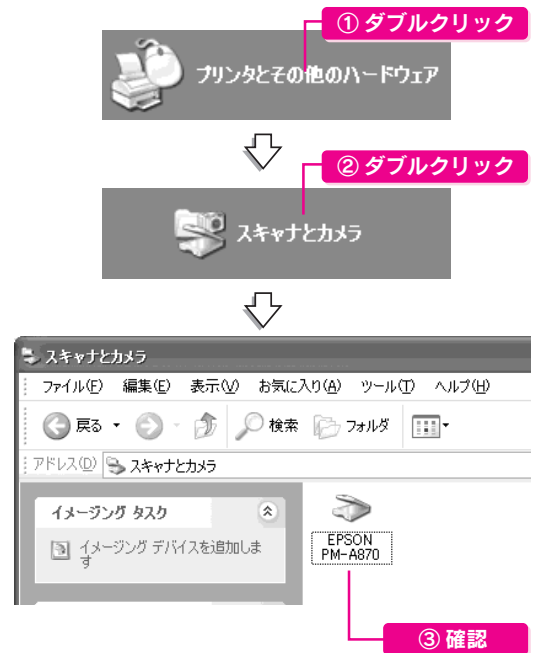 ① ダブルクリック
プリンタとその他のハードウェア
② ダブルクリック
スキャナとカメラ
スキャナとカメラ
ファイル(F) 編集(E) 表示(V) お気に入り(A) ツール(T) ヘルプ(H)
戻る 検索 フォルダ
アドレス(D) スキャナとカメラ
イメージング タスク
イメージング デバイスを追加しま
す
EPSON
PM-A870
③ 確認